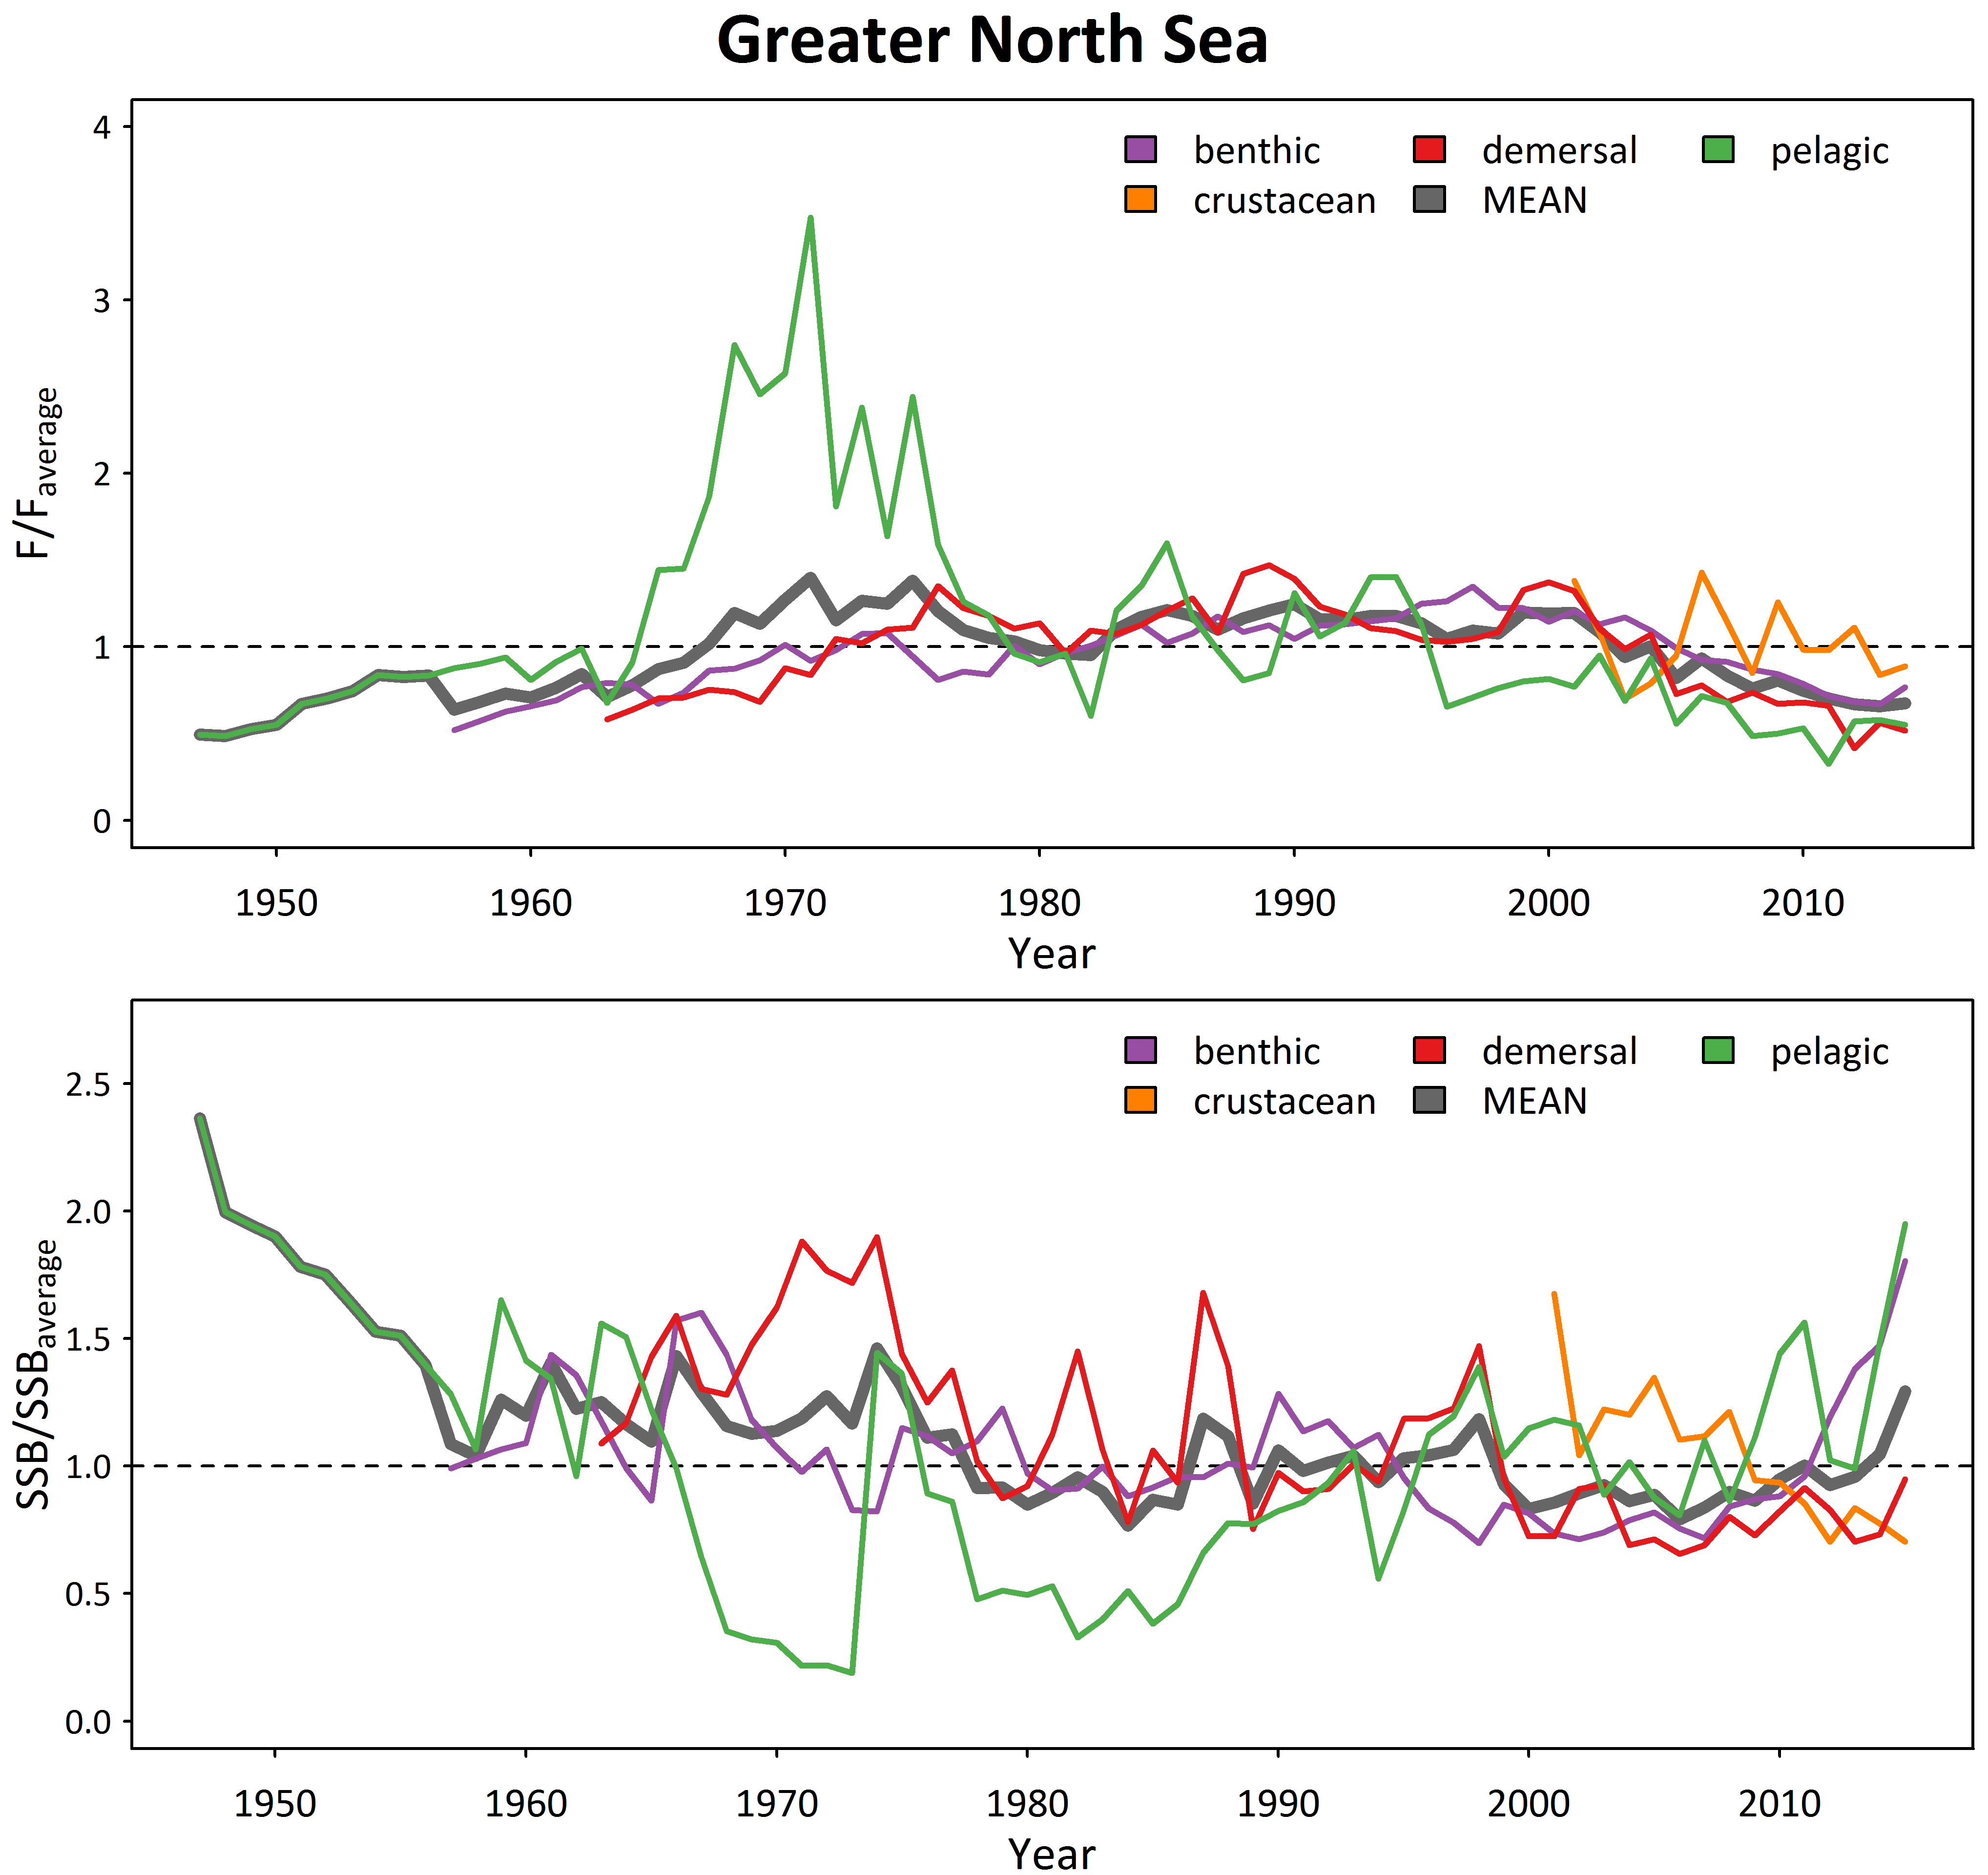 Greater North Sea
4
3
2
1
0
F/Faverage
benthic demersal pelagic
crustacean MEAN
1950 1960 1970 1980 1990 2000 2010
Year
2.5
2.0
1.5
1.0
0.5
0.0
SSB/SSBaverage
benthic demersal pelagic
crustacean MEAN
1950 1960 1970 1980 1990 2000 2010
Year